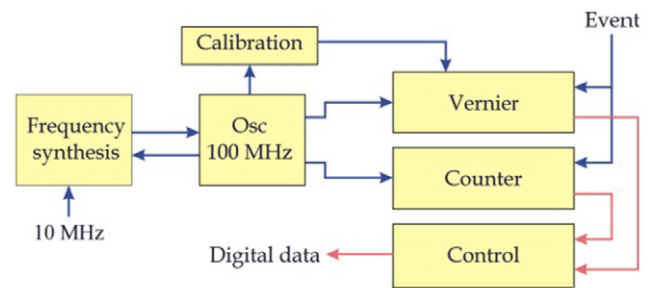 Event
Calibration
Vernier
Frequency
synthesis
Osc
100 MHz
Counter
10 MHz
Digital data
Control